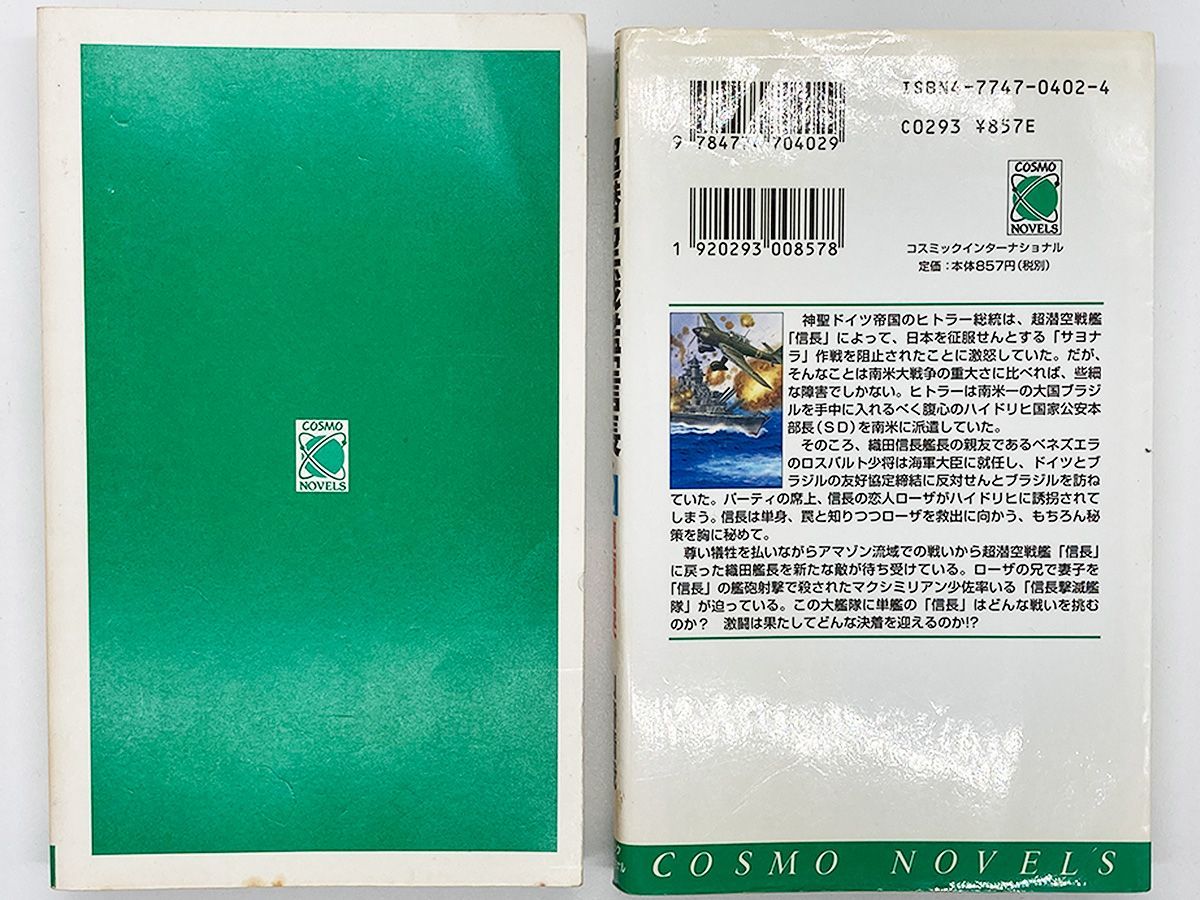 COSMO
NOVELS
ISBN4-7747-0402-4
C0293 ¥857E
9 784774 704029
1 920293 008578
COSMO
NOVELS
コスミックインターナショナル
定価：本体857円（税別）
神聖ドイツ帝国のヒトラー総統は、超潜空戦艦
「信長」によって、日本を征服せんとする「サヨナ
ラ」作戦を阻止されたことに激怒していた。だが、
そんなことは南米大戦争の重大さに比べれば、些細
な障害でしかない。ヒトラーは南米一の大国ブラジ
ルを手中に入れるべく腹心のハイドリヒ国家公安本
部長（SD）を南米に派遣していた。
そのころ、織田信長艦長の親友であるベネズエラ
のロスバルト少将は海軍大臣に就任し、ドイツとブ
ラジルの友好協定締結に反対せんとブラジルを訪ね
ていた。パーティの席上、信長の恋人ローザがハイドリヒに誘拐されて
しまう。信長は単身、罠と知りつつローザを救出に向かう、もちろん秘
策を胸に秘めて。
尊い犠牲を払いながらアマゾン流域での戦いから超潜空戦艦「信長」
に戻った織田艦長を新たな敵が待ち受けている。ローザの兄で妻子を
「信長」の艦砲射撃で殺されたマクシミリアン少佐率いる「信長撃滅艦
隊」が迫っている。この大艦隊に単艦の「信長」はどんな戦いを挑む
のか？　激闘は果たしてどんな決着を迎えるのか!?
COSMO NOVELS